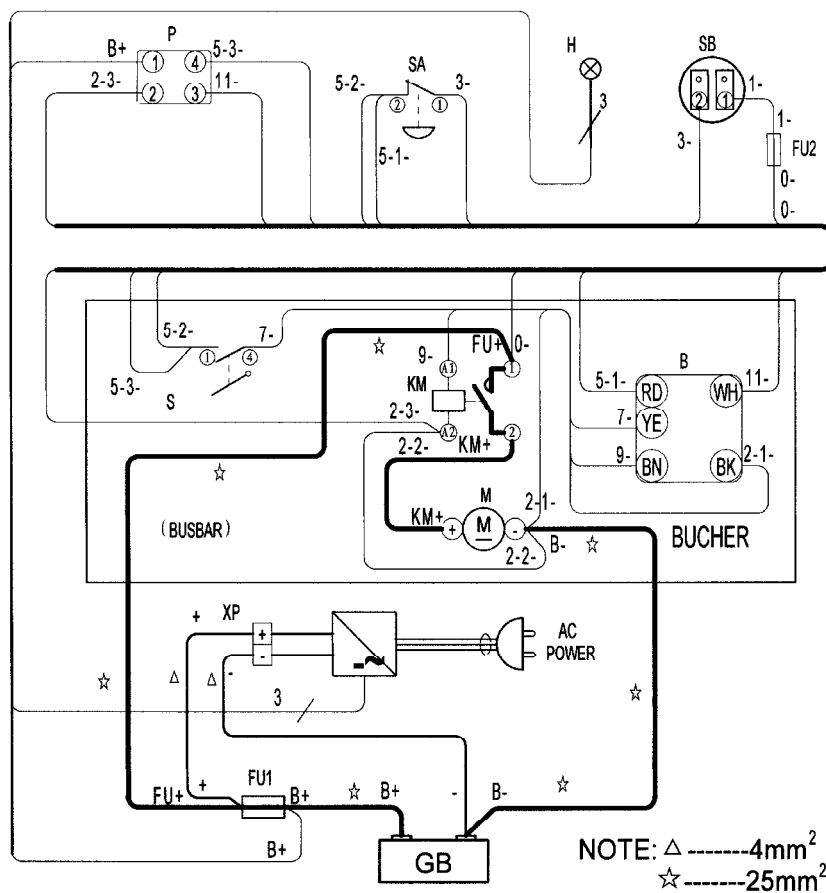 P
B+ 1 4 5-3-
2-3- 2 3 11-
SA
5-2- 2 1 3-
5-1-
H
3
SB
2 1 1-
1-
3- FU2
0-
0-
5-2- 7-
1 4
5-3- S
9- A1 FU+ 0-
1
KM
2-3- A2 2
2-2- KM+
B
5-1- RD WH 11-
7- YE
9- BN BK 2-1-
M
KM+ + M - 2-1-
2-2- B-
(BUSBAR)
BUCHER
+ XP + AC
- POWER
△ △ -
3
☆
+ FU1
FU+ B+ B+ - B-
B+
GB
NOTE: △ -------4mm²
☆ -------25mm²